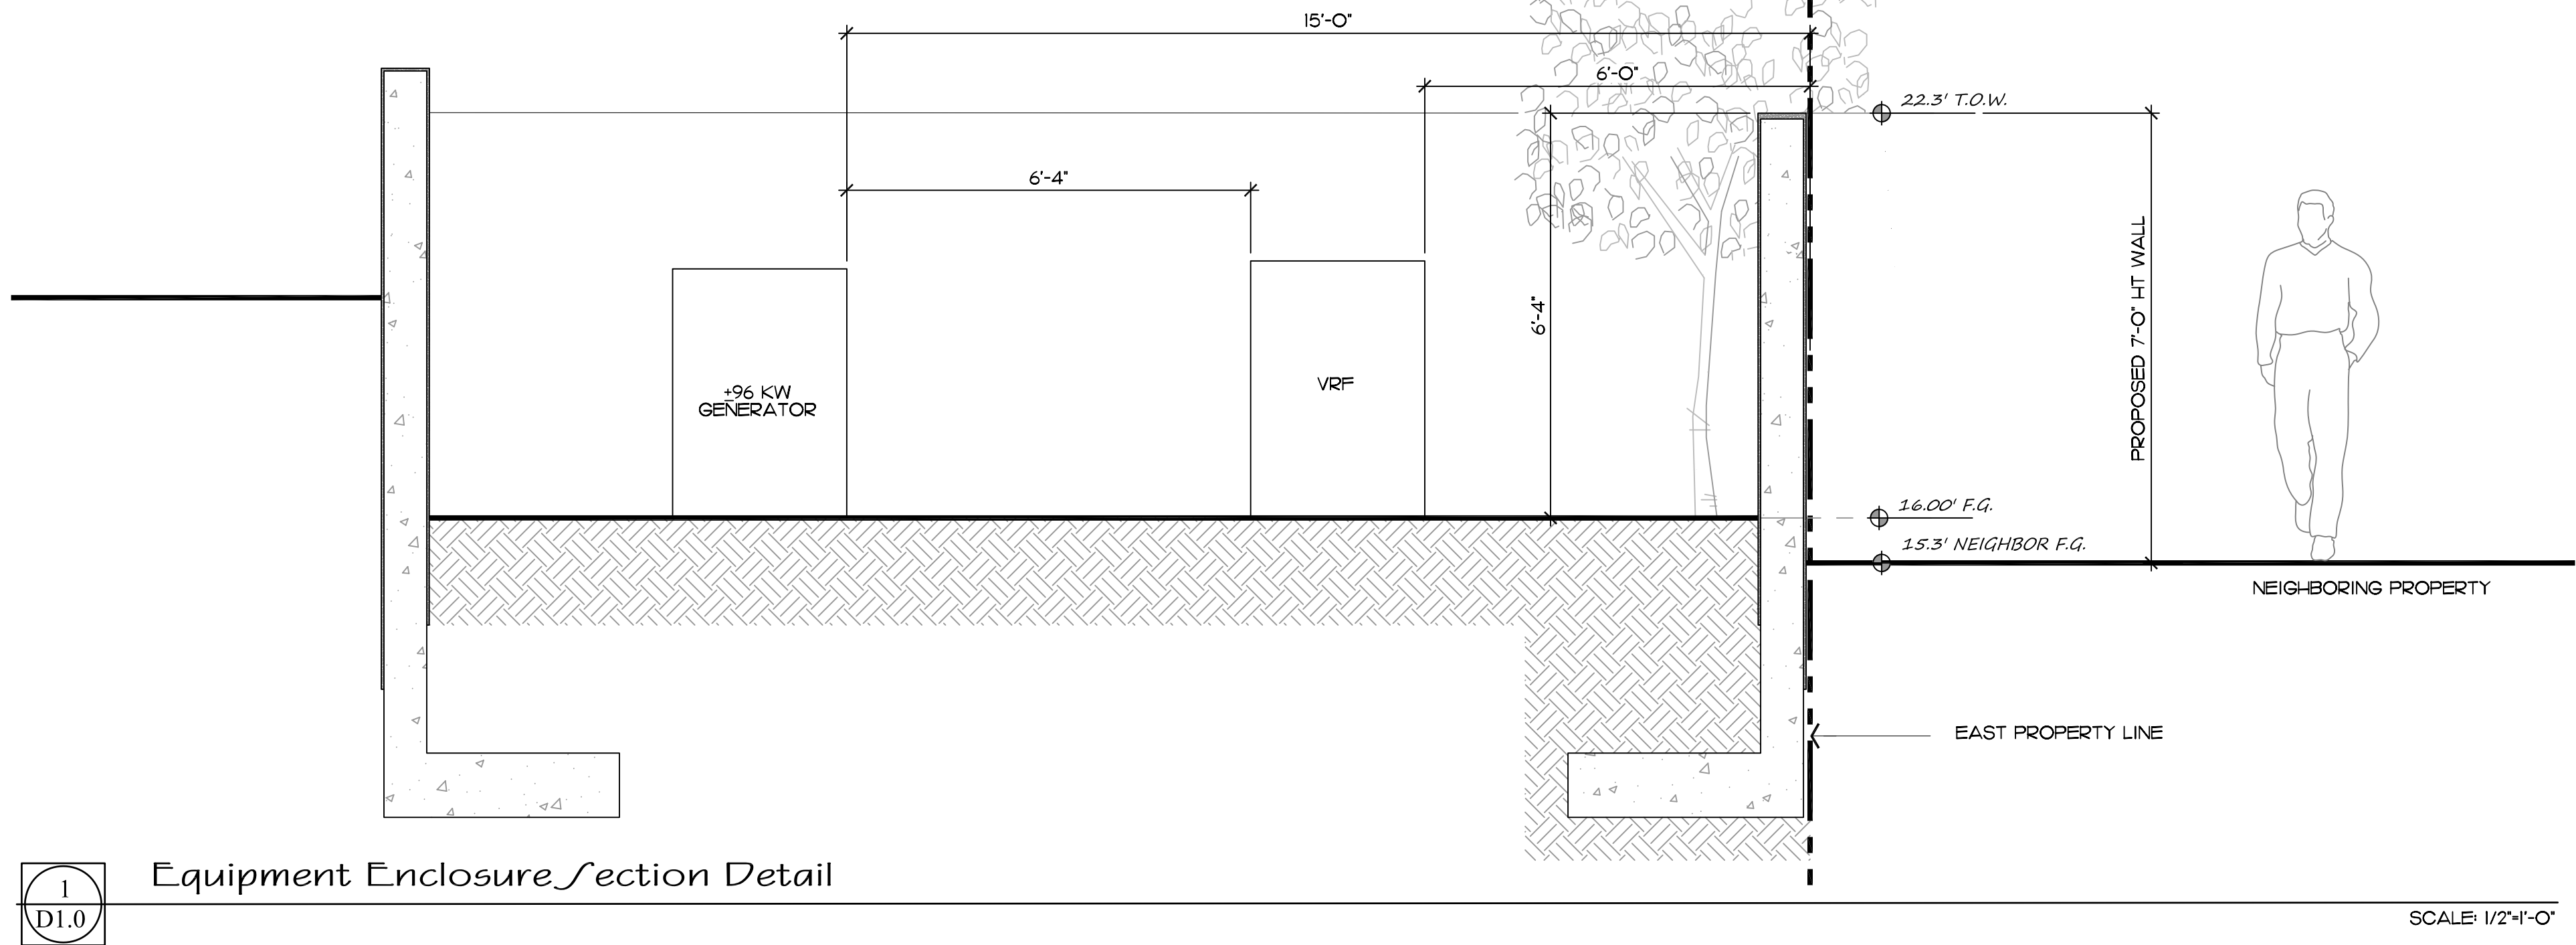 15'-0"
6'-0"
22.3' T.O.W.
6'-4"
6'-4"
PROPOSED 7'-0" HT WALL
±96 KW
GENERATOR
VRF
16.00' F.G.
15.3' NEIGHBOR F.G.
NEIGHBORING PROPERTY
EAST PROPERTY LINE
1
D1.0
Equipment Enclosure Section Detail
SCALE: 1/2"=1'-0"